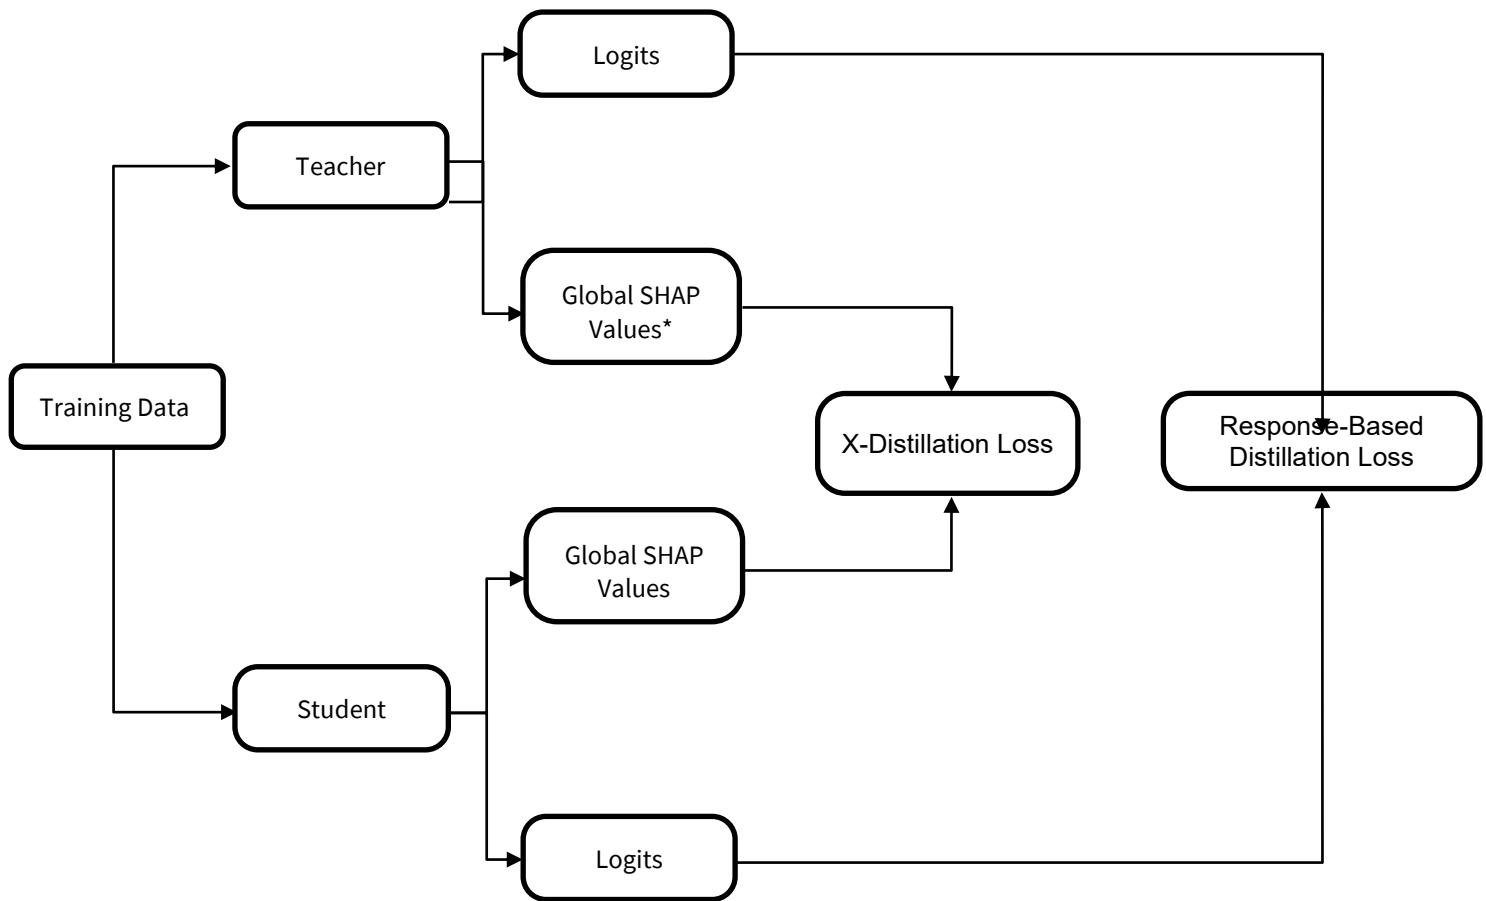 Logits
Teacher
Global SHAP
Values*
Training Data
X-Distillation Loss
Response-Based
Distillation Loss
Global SHAP
Values
Student
Logits